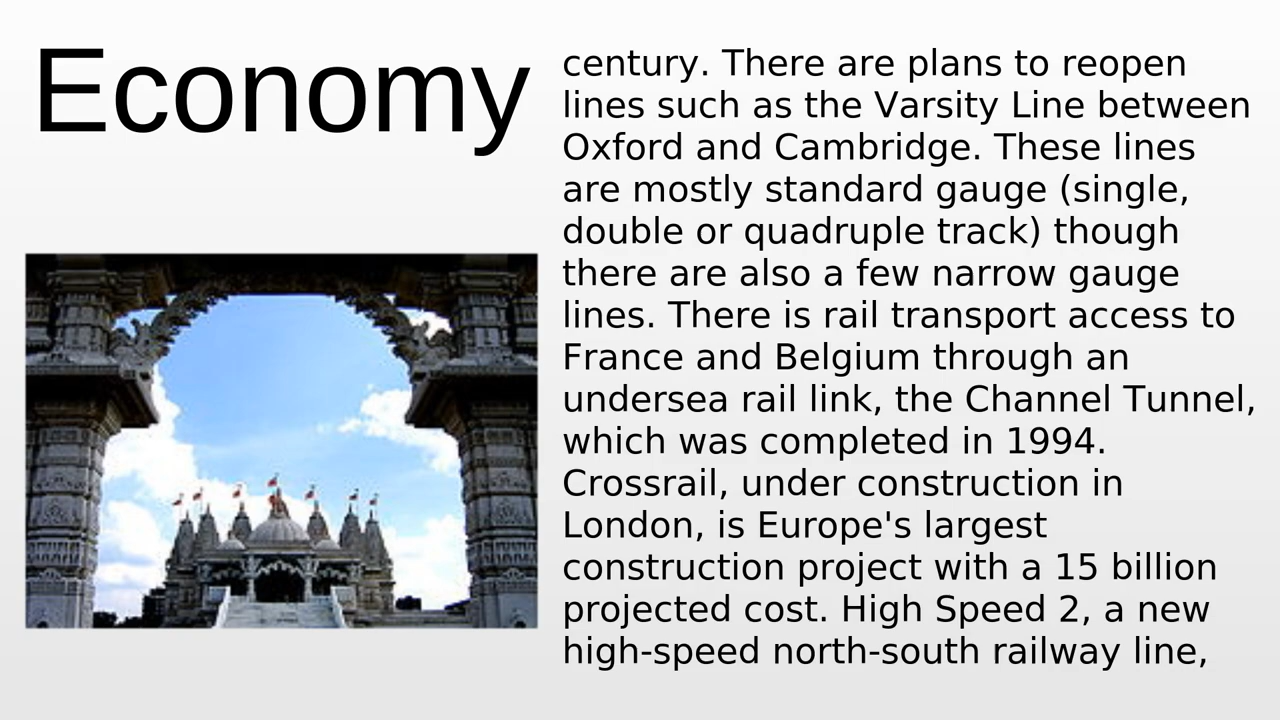 Economy
century. There are plans to reopen
lines such as the Varsity Line between
Oxford and Cambridge. These lines
are mostly standard gauge (single,
double or quadruple track) though
there are also a few narrow gauge
lines. There is rail transport access to
France and Belgium through an
undersea rail link, the Channel Tunnel,
which was completed in 1994.
Crossrail, under construction in
London, is Europe's largest
construction project with a 15 billion
projected cost. High Speed 2, a new
high-speed north-south railway line,